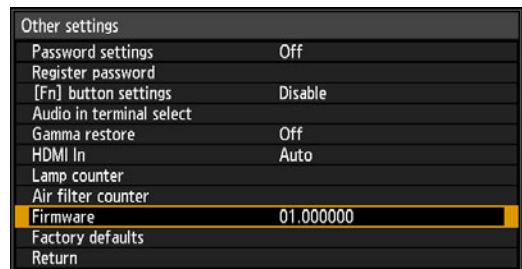 Other settings
Password settings Off
Register password
[Fn] button settings Disable
Audio in terminal select
Gamma restore Off
HDMI In Auto
Lamp counter
Air filter counter
Firmware 01.000000
Factory defaults
Return